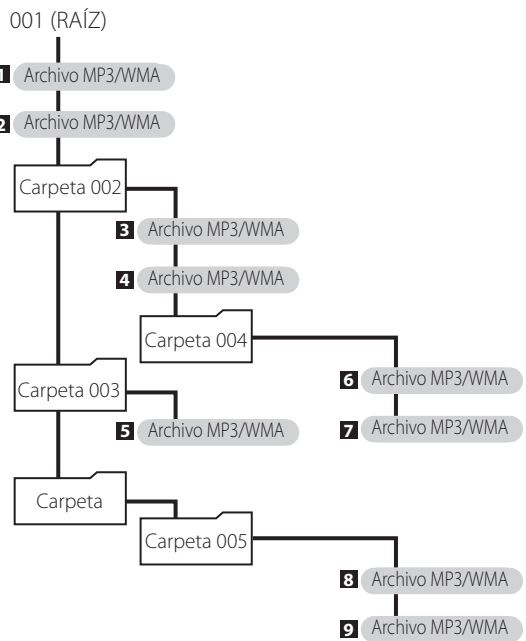 001 (RAÍZ)
1 Archivo MP3/WMA
2 Archivo MP3/WMA
Carpeta 002
3 Archivo MP3/WMA
4 Archivo MP3/WMA
Carpeta 004
6 Archivo MP3/WMA
Carpeta 003
7 Archivo MP3/WMA
5 Archivo MP3/WMA
Carpeta
Carpeta 005
8 Archivo MP3/WMA
9 Archivo MP3/WMA